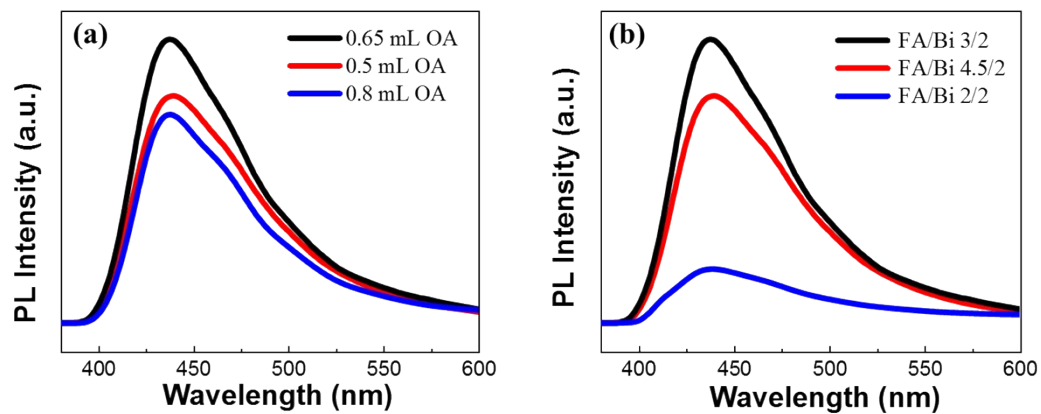 (a)
0.65 mL OA
0.5 mL OA
0.8 mL OA
PL Intensity (a.u.)
400 450 500 550 600
Wavelength (nm)
(b)
FA/Bi 3/2
FA/Bi 4.5/2
FA/Bi 2/2
PL Intensity (a.u.)
400 450 500 550 600
Wavelength (nm)